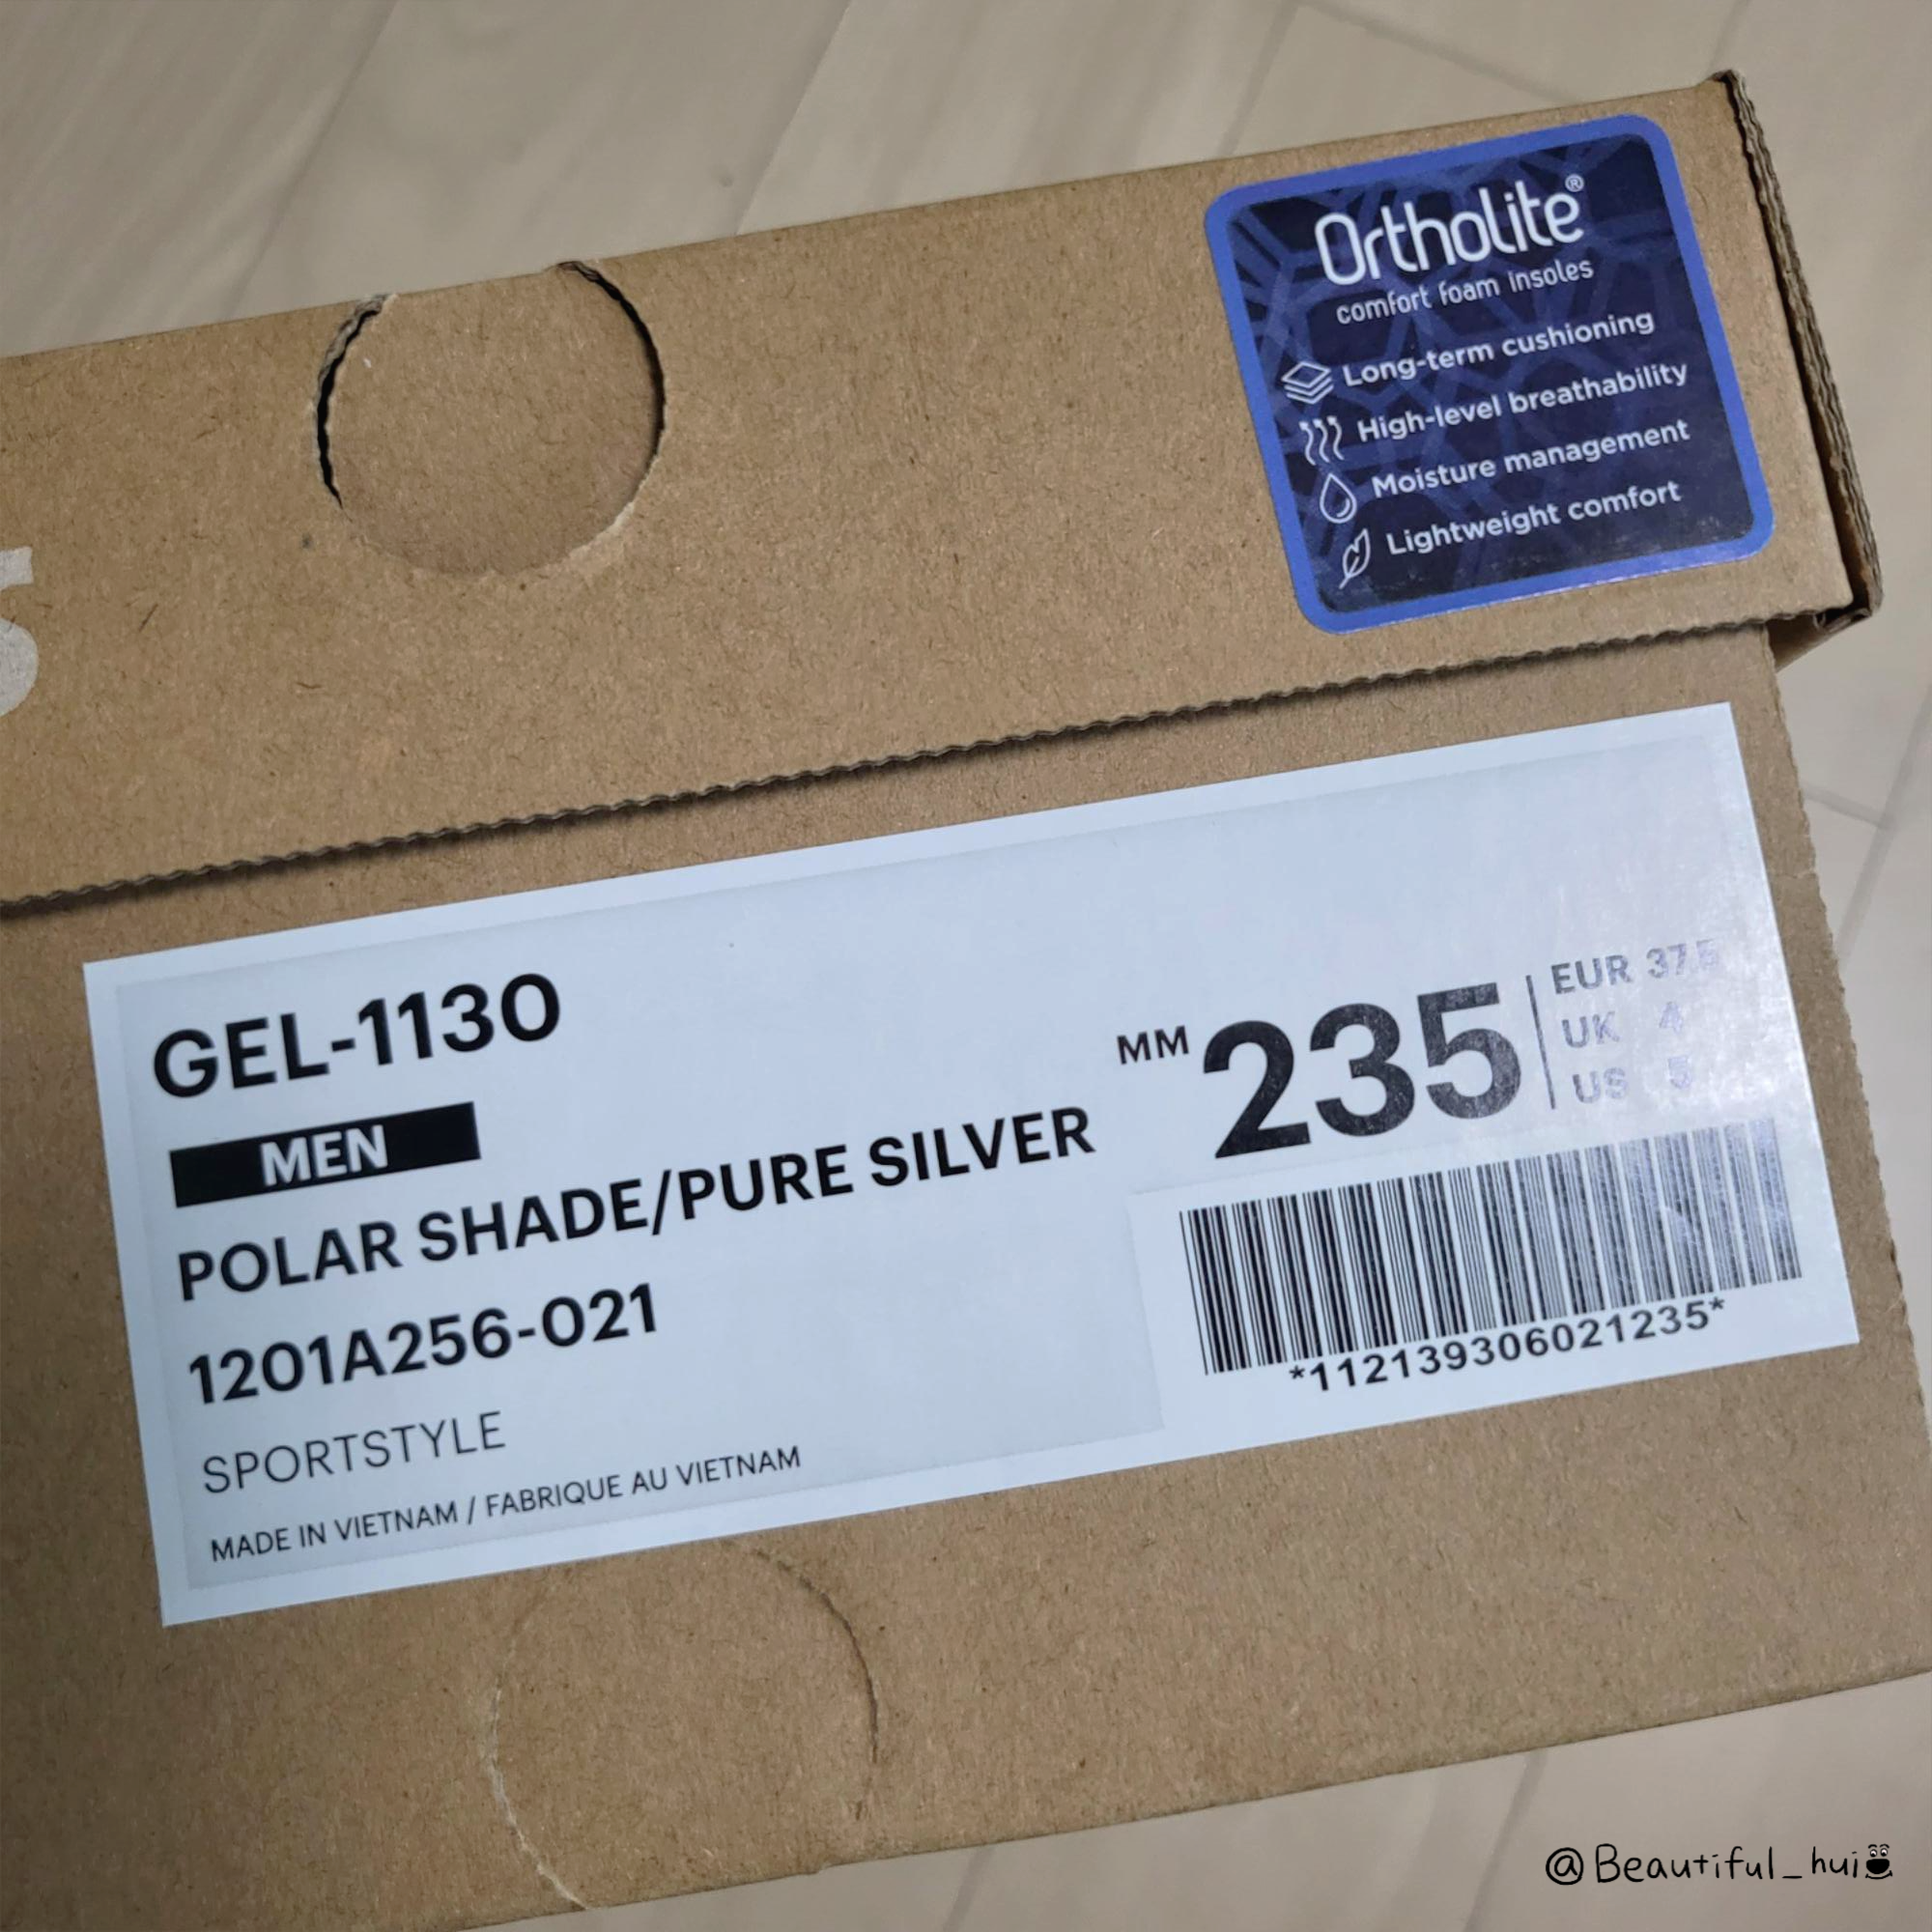 Ortholite®
comfort foam insoles
Long-term cushioning
High-level breathability
Moisture management
Lightweight comfort
GEL-1130
MEN
POLAR SHADE/PURE SILVER
1201A256-021
SPORTSTYLE
MADE IN VIETNAM / FABRIQUE AU VIETNAM
MM 235
EUR 37.5
UK 4
US 5
*112139306021235*
@Beautiful_hui